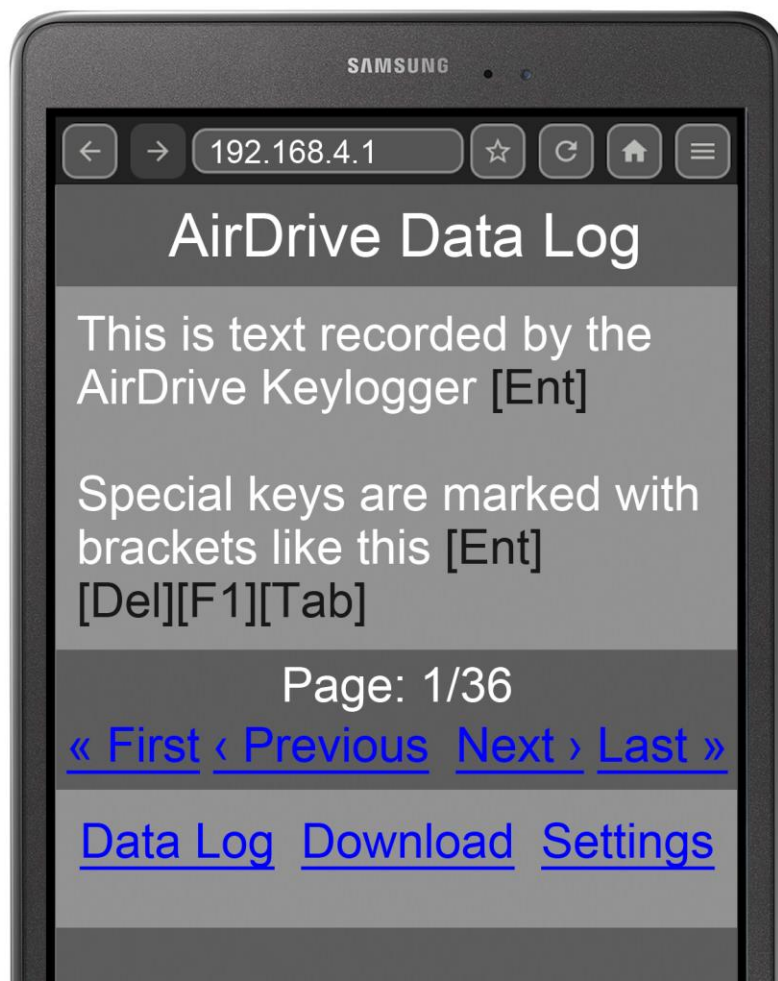 SAMSUNG
192.168.4.1
AirDrive Data Log
This is text recorded by the
AirDrive Keylogger [Ent]
Special keys are marked with
brackets like this [Ent]
[Del][F1][Tab]
Page: 1/36
« First ‹ Previous Next › Last »
Data Log Download Settings